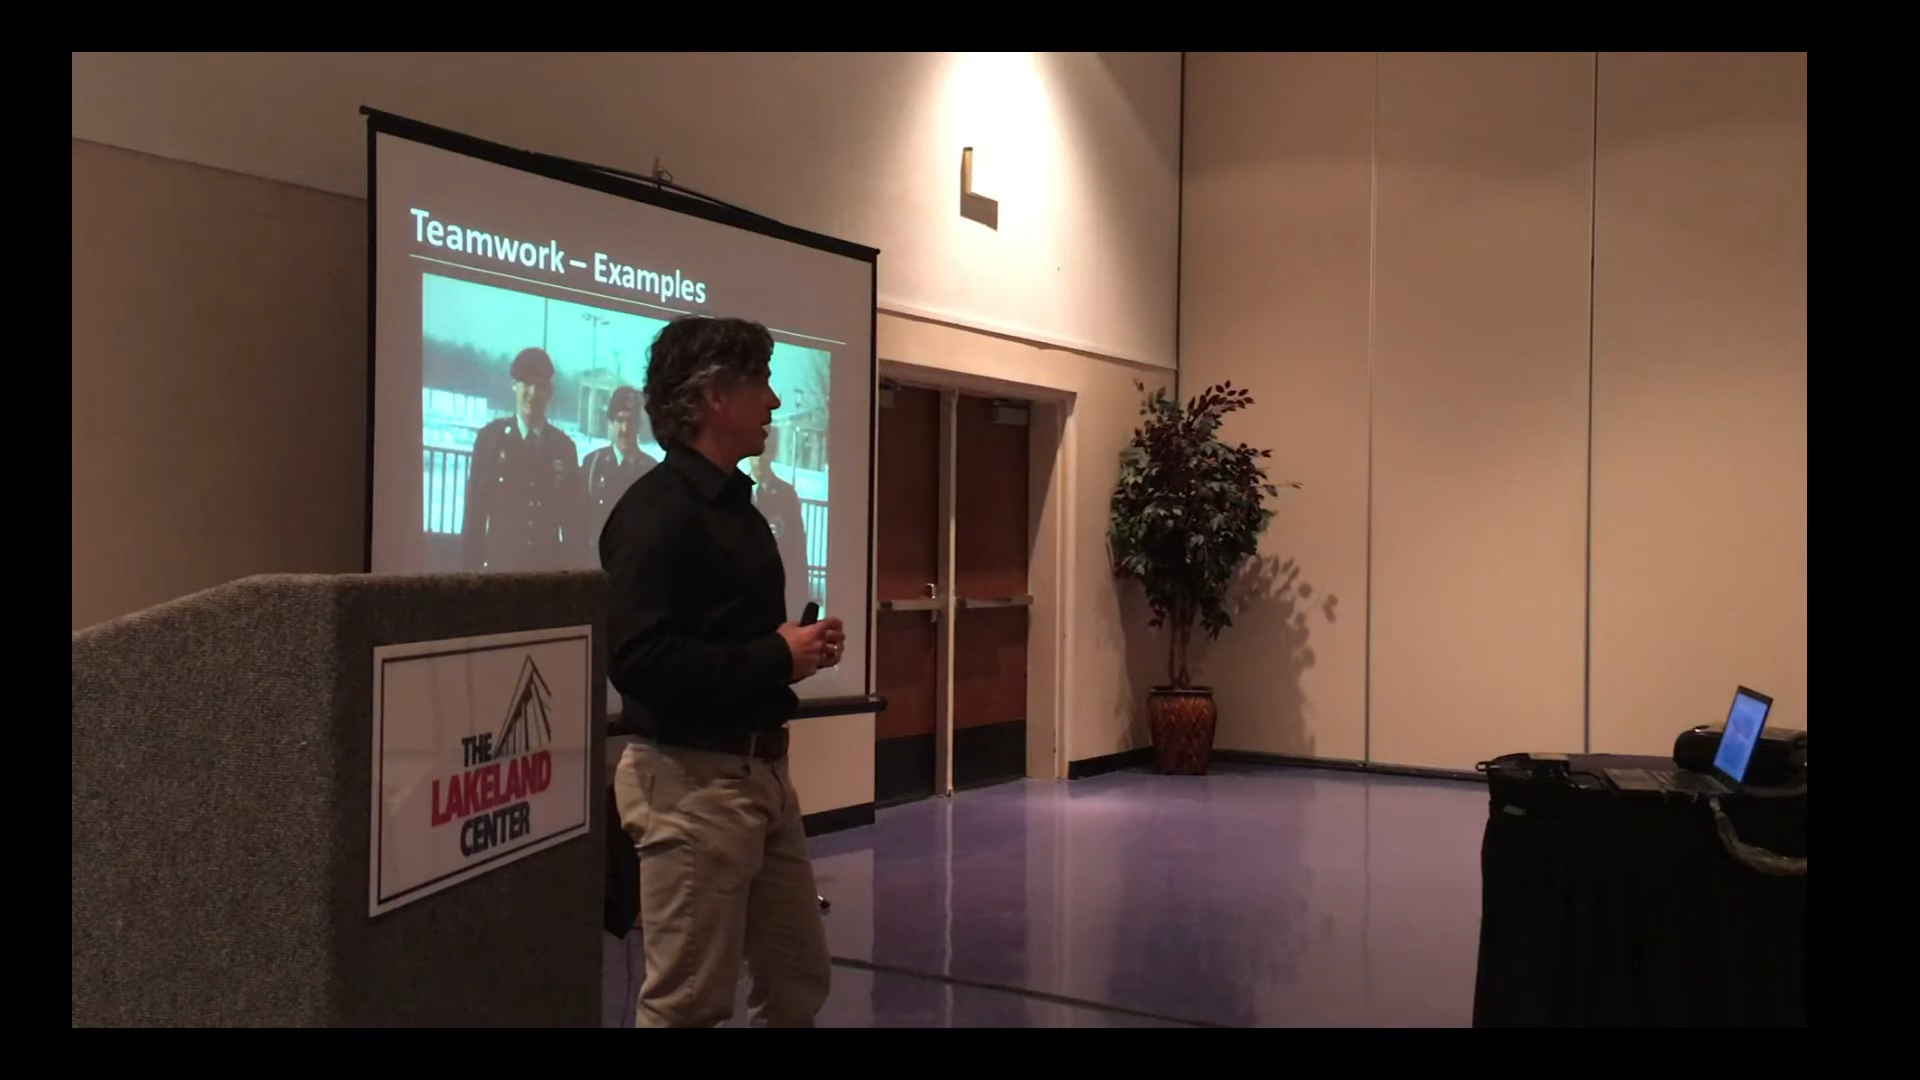 Teamwork – Examples
L
THE
LAKELAND
CENTER